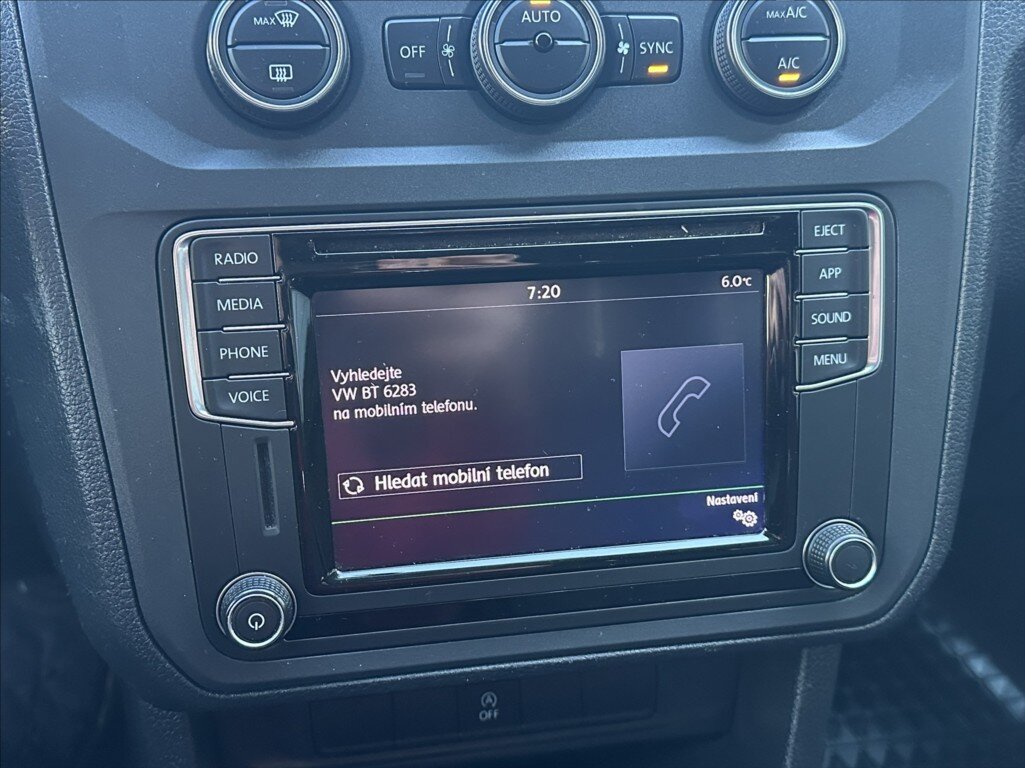 MAX
OFF
AUTO
SYNC
MAX A/C
A/C
RADIO
MEDIA
PHONE
VOICE
EJECT
APP
SOUND
MENU
7:20
6.0°C
Vyhledejte
VW BT 6283
na mobilním telefonu.
Hledat mobilní telefon
Nastavení
A
OFF